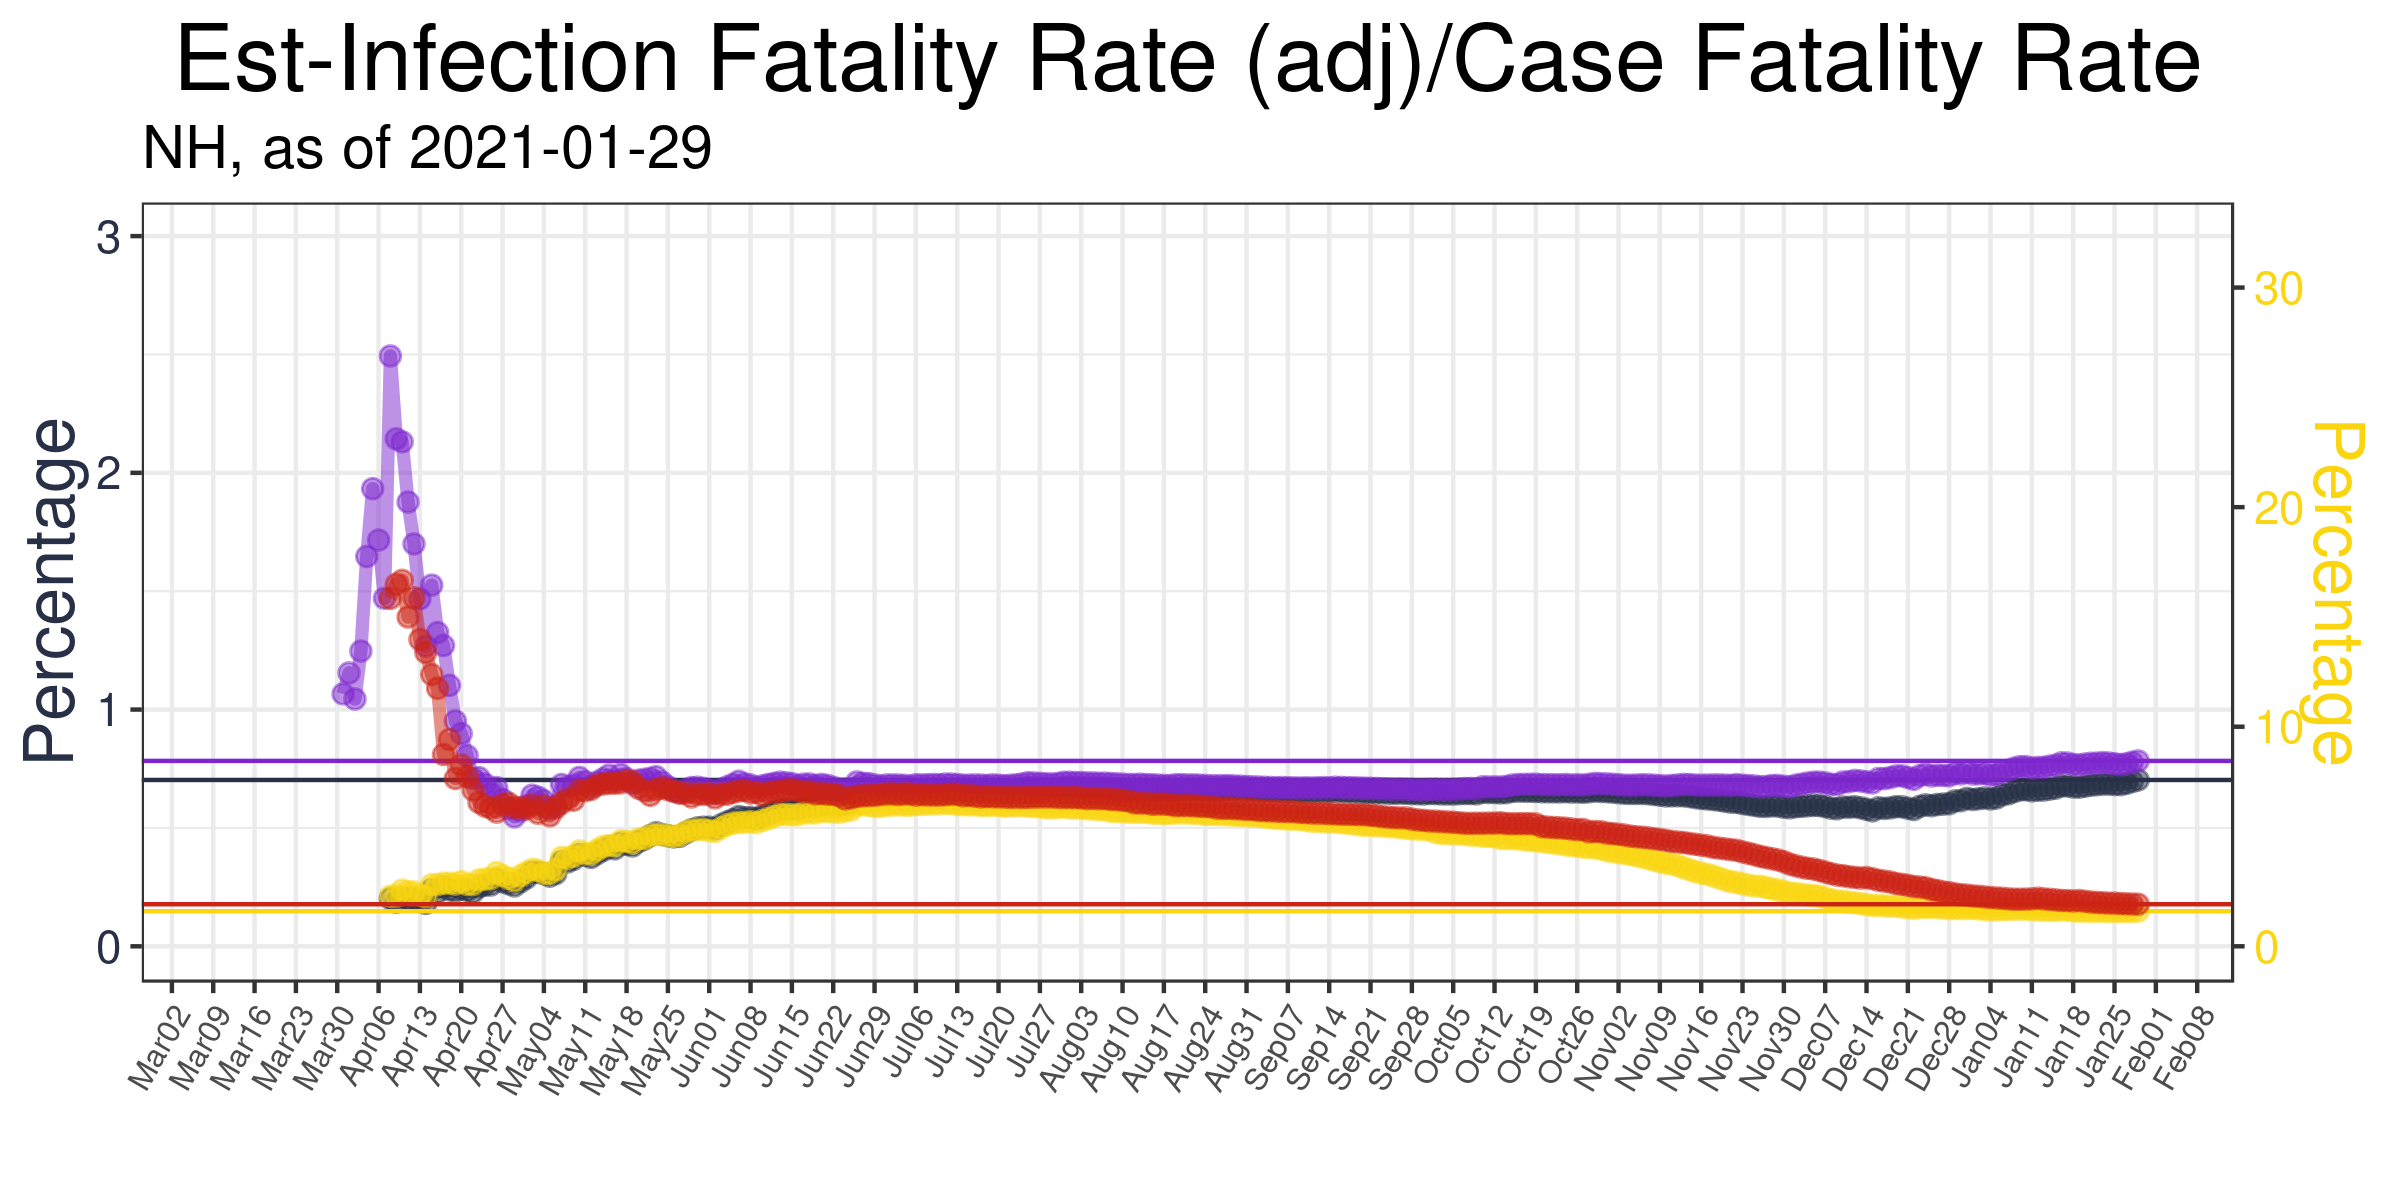 Est-Infection Fatality Rate (adj)/Case Fatality Rate
NH, as of 2021-01-29
Percentage
3
2
1
0
30
20
10
0
Percentage
Mar02
Mar09
Mar16
Mar23
Mar30
Apr06
Apr13
Apr20
Apr27
May04
May11
May18
May25
Jun01
Jun08
Jun15
Jun22
Jun29
Jul06
Jul13
Jul20
Jul27
Aug03
Aug10
Aug17
Aug24
Aug31
Sep07
Sep14
Sep21
Sep28
Oct05
Oct12
Oct19
Oct26
Nov02
Nov09
Nov16
Nov23
Nov30
Dec07
Dec14
Dec21
Dec28
Jan04
Jan11
Jan18
Jan25
Feb01
Feb08